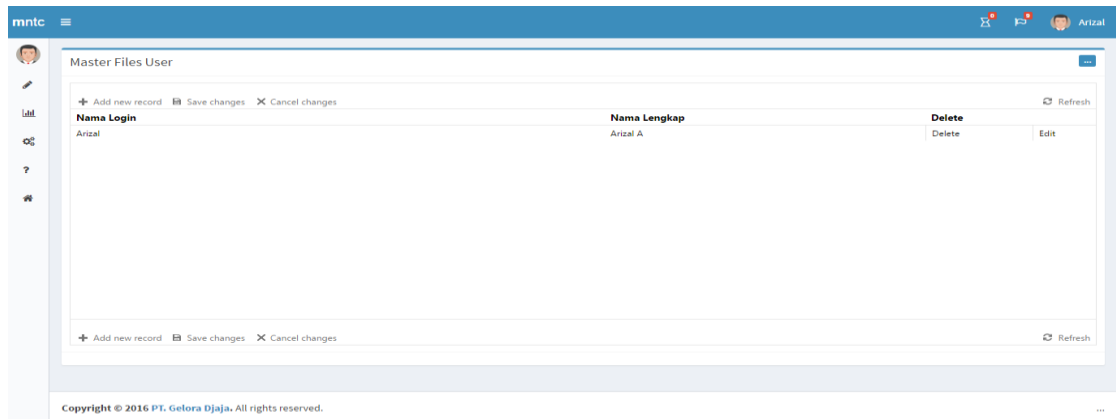 mntc
Arizal
Master Files User
...
Add new record Save changes Cancel changes Refresh
Nama Login Nama Lengkap Delete
Arizal Arizal A Delete Edit
Add new record Save changes Cancel changes Refresh
Copyright © 2016 PT. Gelora Djaja. All rights reserved.
...